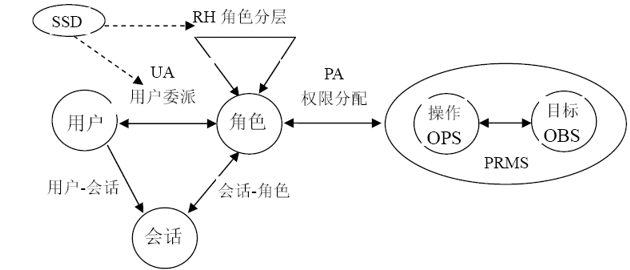 SSD
RH 角色分层
UA
用户委派
PA
权限分配
用户
角色
操作
OPS
目标
OBS
PRMS
用户-会话
会话-角色
会话